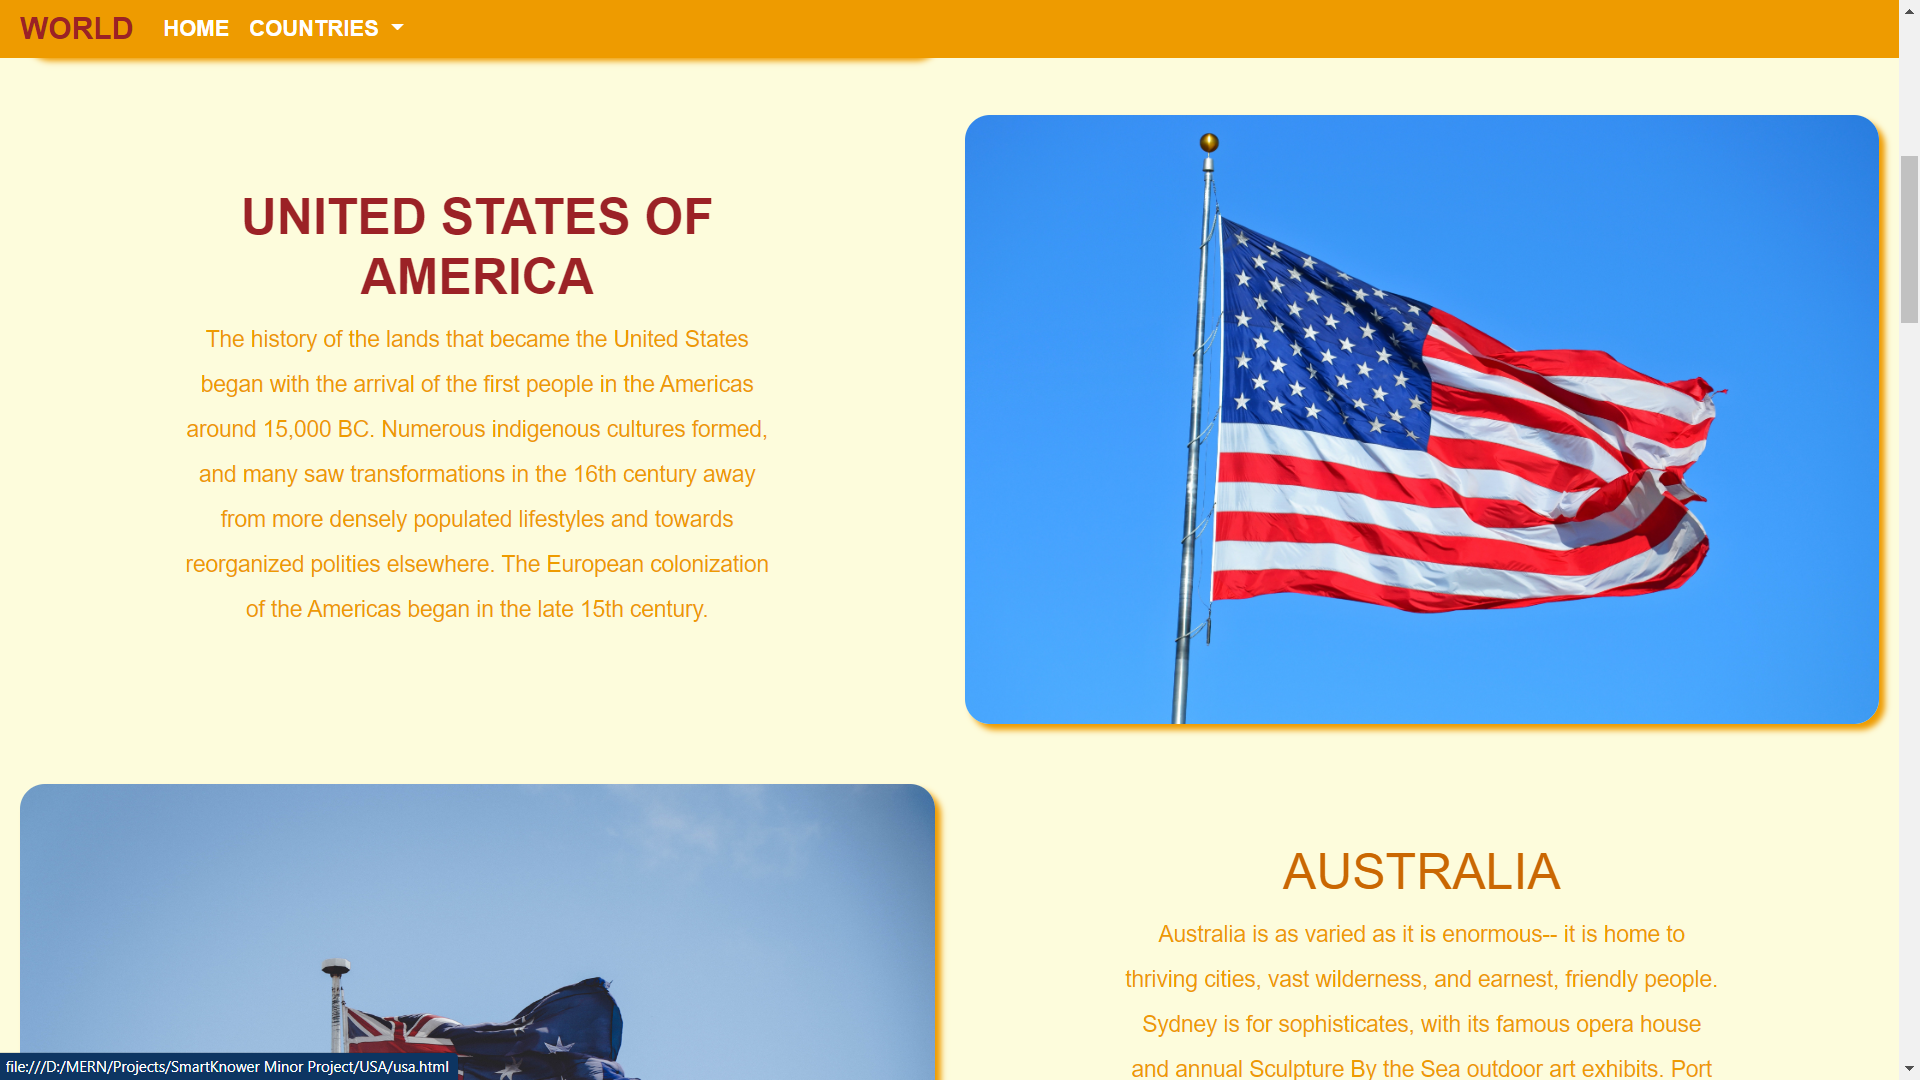 WORLD HOME COUNTRIES
UNITED STATES OF
AMERICA
The history of the lands that became the United States
began with the arrival of the first people in the Americas
around 15,000 BC. Numerous indigenous cultures formed,
and many saw transformations in the 16th century away
from more densely populated lifestyles and towards
reorganized polities elsewhere. The European colonization
of the Americas began in the late 15th century.
AUSTRALIA
Australia is as varied as it is enormous-- it is home to
thriving cities, vast wilderness, and earnest, friendly people.
Sydney is for sophisticates, with its famous opera house
and annual Sculpture By the Sea outdoor art exhibits. Port
file:///D:/MERN/Projects/SmartKnower Minor Project/USA/usa.html